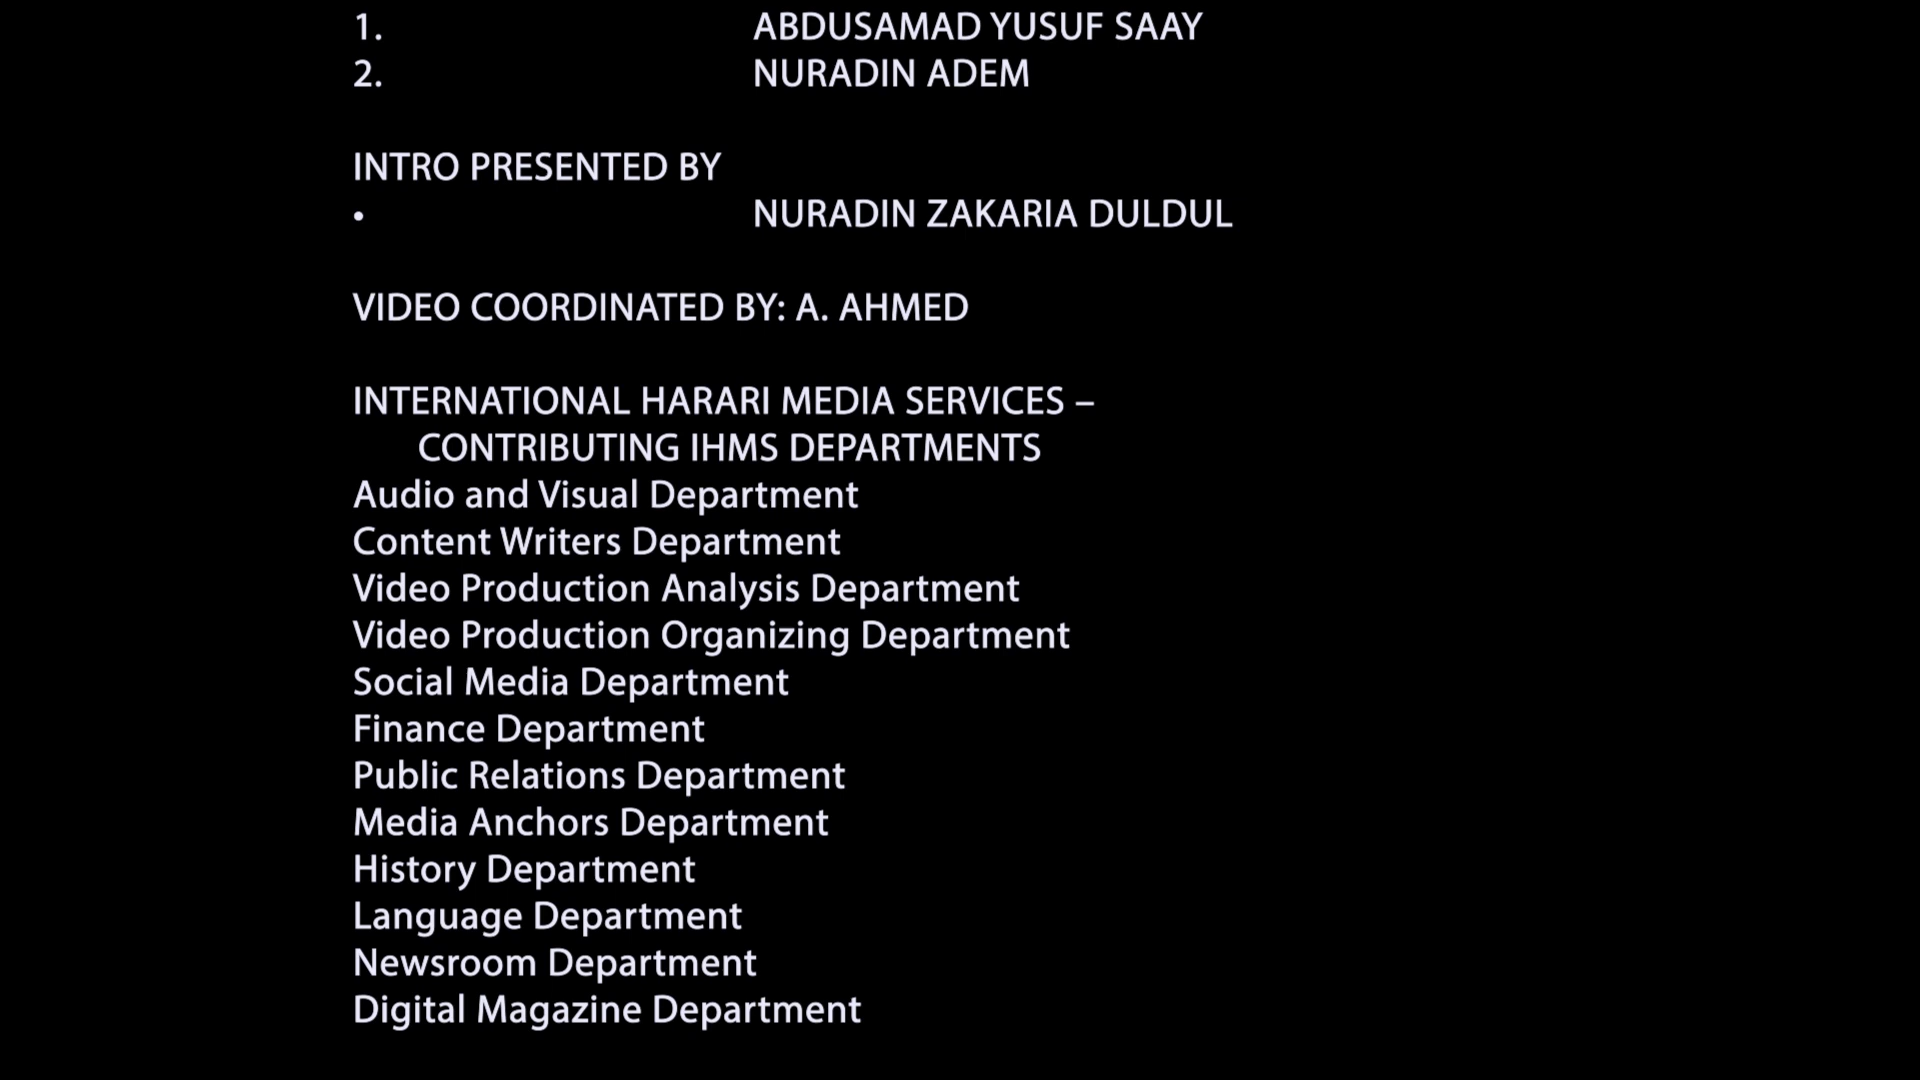 1. ABDUSAMAD YUSUF SAAY
2. NURADIN ADEM
INTRO PRESENTED BY
• NURADIN ZAKARIA DULDUL
VIDEO COORDINATED BY: A. AHMED
INTERNATIONAL HARARI MEDIA SERVICES –
CONTRIBUTING IHMS DEPARTMENTS
Audio and Visual Department
Content Writers Department
Video Production Analysis Department
Video Production Organizing Department
Social Media Department
Finance Department
Public Relations Department
Media Anchors Department
History Department
Language Department
Newsroom Department
Digital Magazine Department